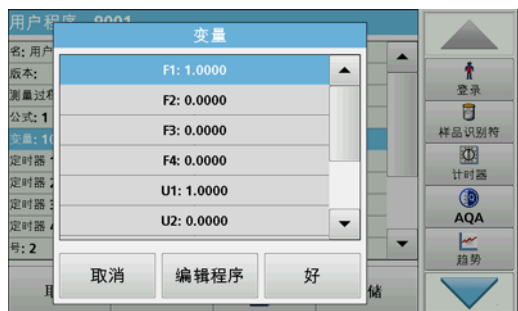 用户程序 9001
变量
名: 用户
版本:
测量过程
公式: 1
变量: 10
定时器
定时器
定时器
定时器
号: 2
F1: 1.0000
F2: 0.0000
F3: 0.0000
F4: 0.0000
U1: 1.0000
U2: 0.0000
取消
编辑程序
好
储
登录
样品识别符
计时器
AQA
趋势